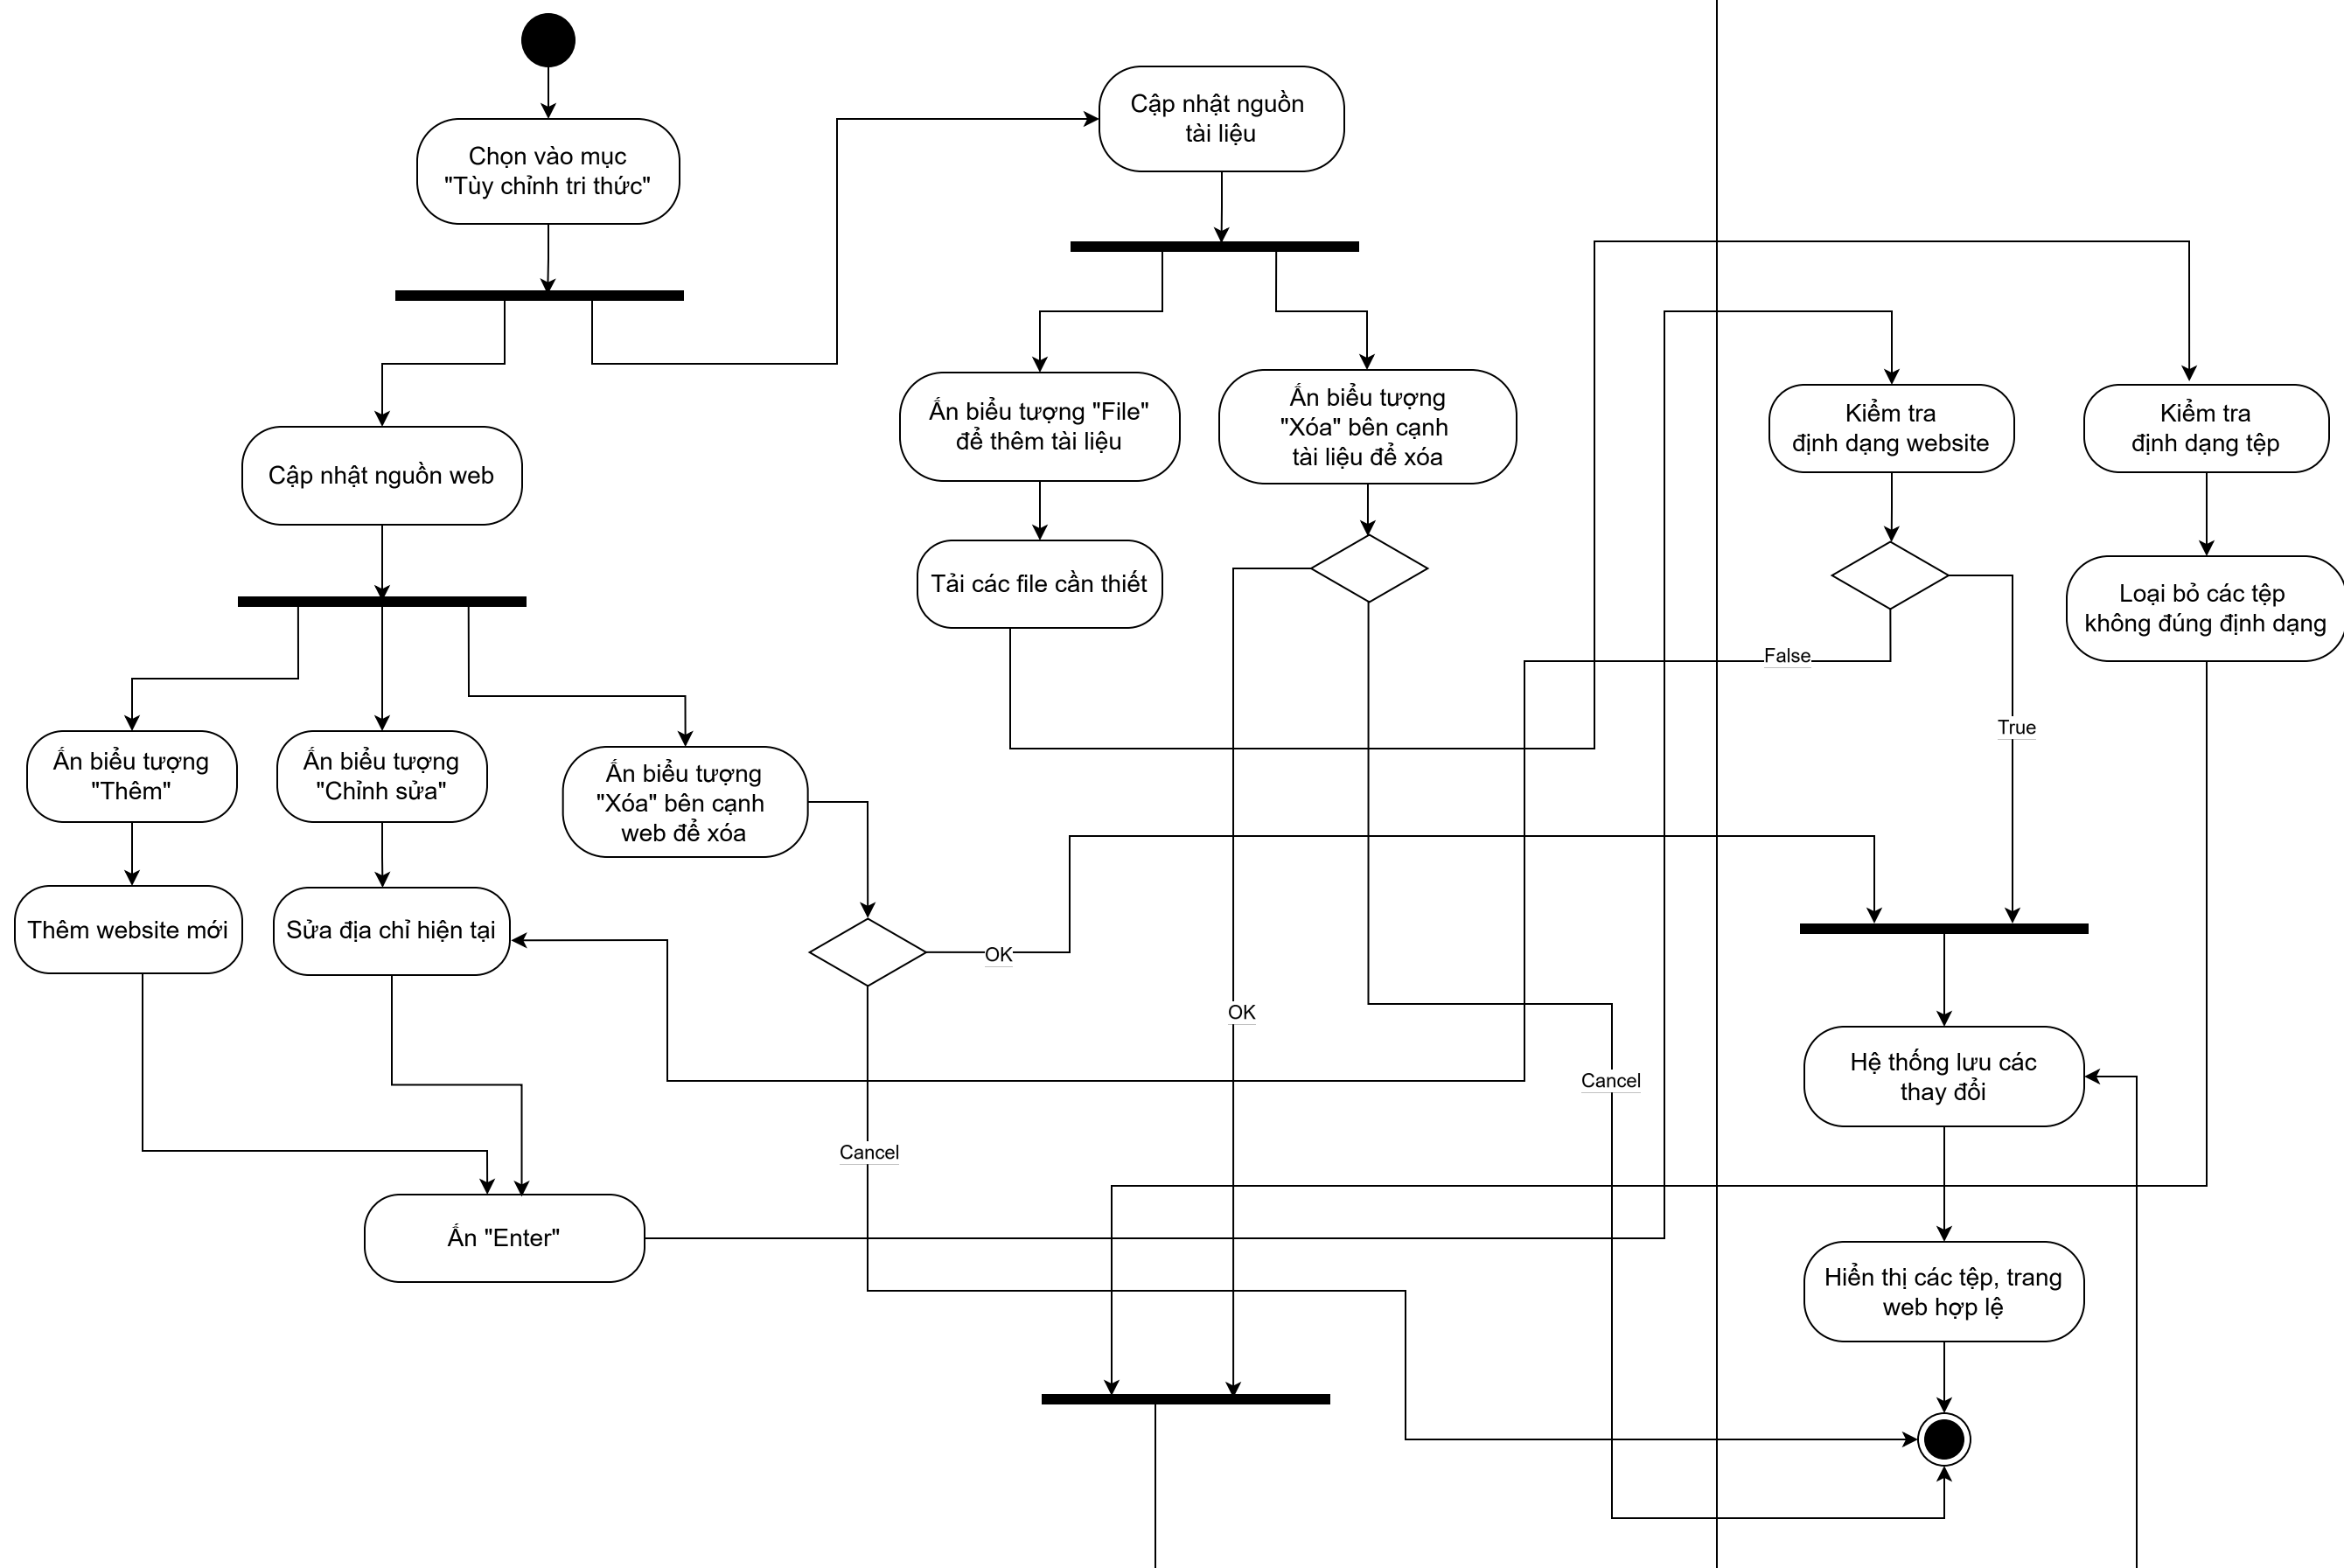 Chọn vào mục
"Tùy chỉnh tri thức"
Cập nhật nguồn
tài liệu
Ấn biểu tượng "File"
để thêm tài liệu
Ấn biểu tượng
"Xóa" bên cạnh
tài liệu để xóa
Kiểm tra
định dạng website
Kiểm tra
định dạng tệp
Cập nhật nguồn web
Tải các file cần thiết
Loại bỏ các tệp
không đúng định dạng
False
True
Ấn biểu tượng
"Thêm"
Ấn biểu tượng
"Chỉnh sửa"
Ấn biểu tượng
"Xóa" bên cạnh
web để xóa
Thêm website mới
Sửa địa chỉ hiện tại
OK
OK
Cancel
Hệ thống lưu các
thay đổi
Cancel
Ấn "Enter"
Hiển thị các tệp, trang
web hợp lệ